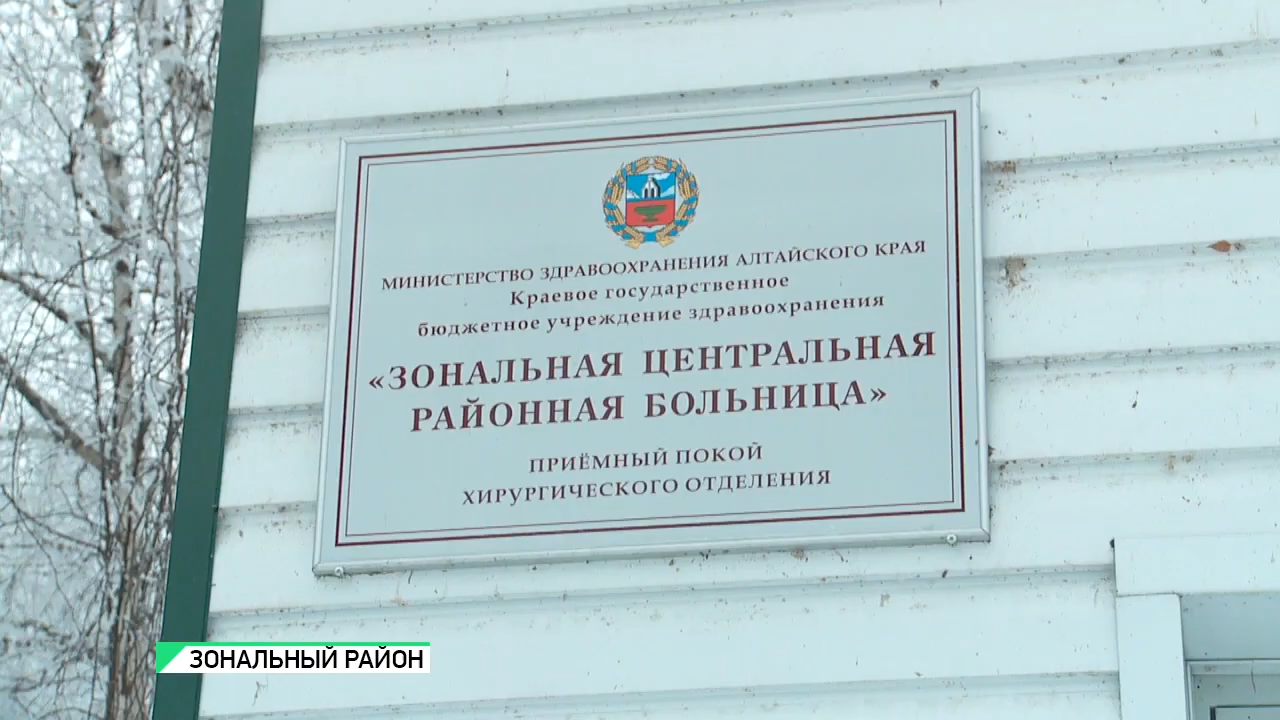 МИНИСТЕРСТВО ЗДРАВООХРАНЕНИЯ АЛТАЙСКОГО КРАЯ
Краевое государственное
бюджетное учреждение здравоохранения
«ЗОНАЛЬНАЯ ЦЕНТРАЛЬНАЯ
РАЙОННАЯ БОЛЬНИЦА»
ПРИЁМНЫЙ ПОКОЙ
ХИРУРГИЧЕСКОГО ОТДЕЛЕНИЯ
ЗОНАЛЬНЫЙ РАЙОН